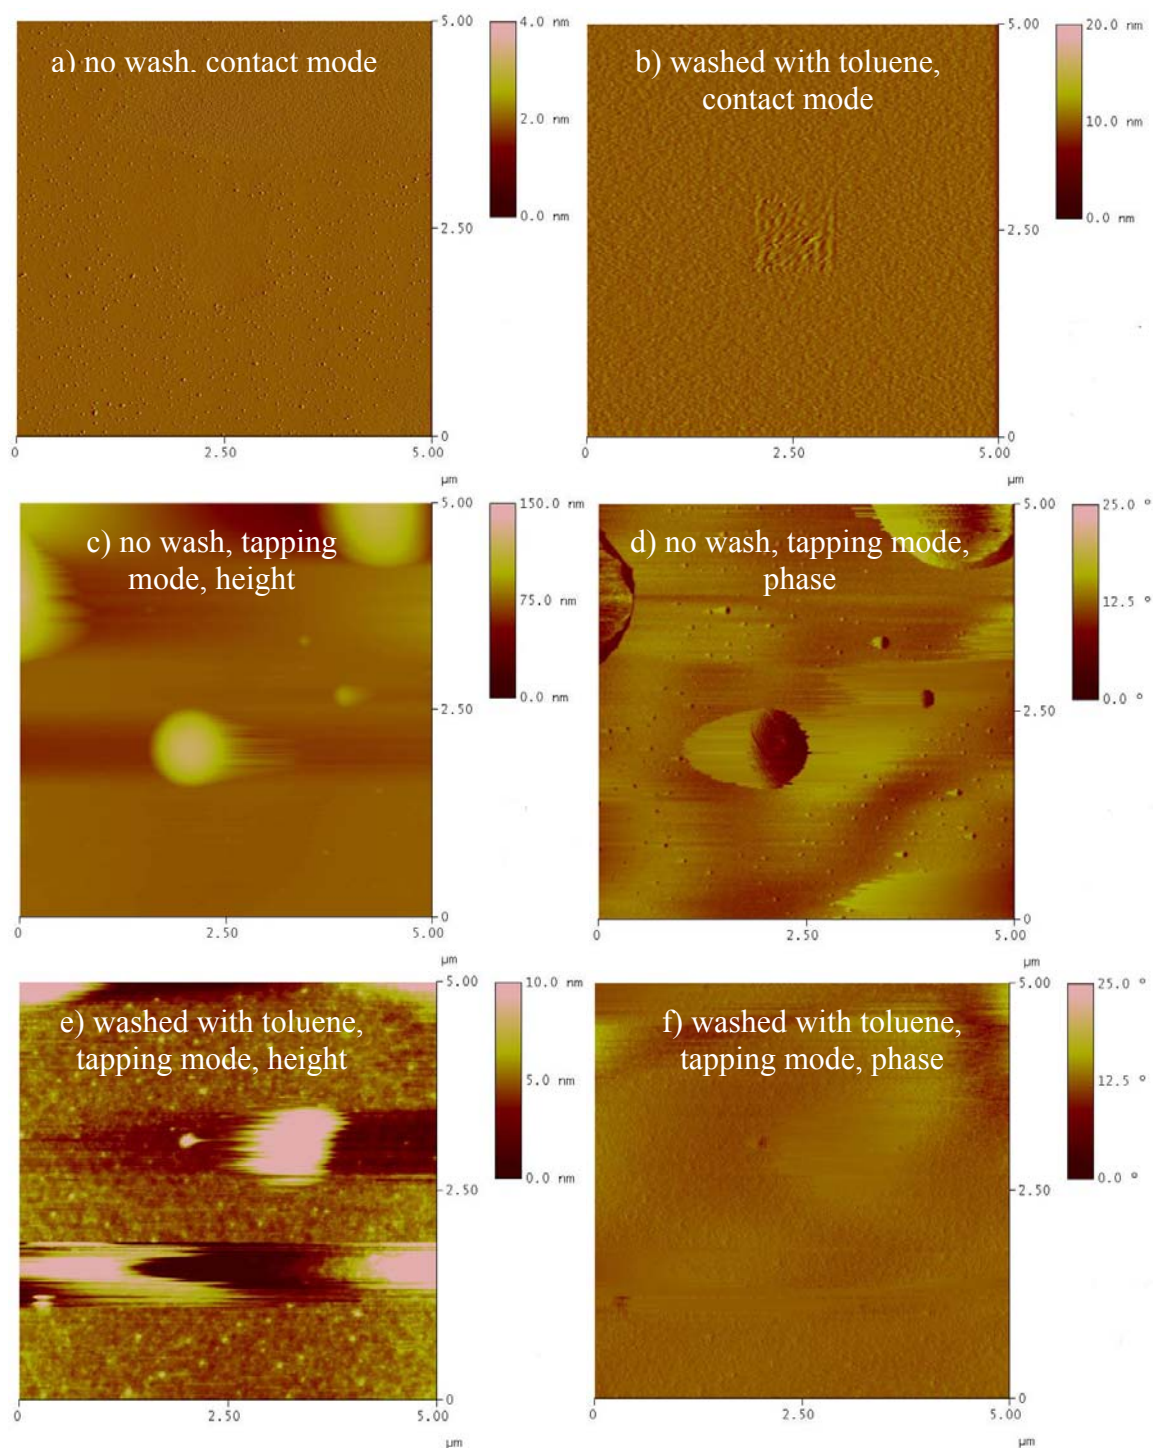 a) no wash, contact mode
5.00
4.0 nm
2.0 nm
0.0 nm
2.50
0
0
2.50
5.00
µm
b) washed with toluene,
contact mode
5.00
20.0 nm
10.0 nm
0.0 nm
2.50
0
0
2.50
5.00
µm
c) no wash, tapping
mode, height
5.00
150.0 nm
75.0 nm
0.0 nm
2.50
0
0
2.50
5.00
µm
d) no wash, tapping mode,
phase
5.00
25.0 °
12.5 °
0.0 °
2.50
0
0
2.50
5.00
µm
e) washed with toluene,
tapping mode, height
5.00
10.0 nm
5.0 nm
0.0 nm
2.50
0
0
2.50
5.00
µm
f) washed with toluene,
tapping mode, phase
5.00
25.0 °
12.5 °
0.0 °
2.50
0
0
2.50
5.00
µm